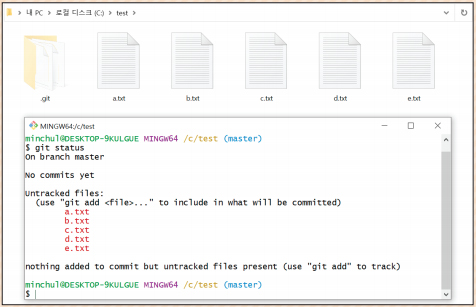 내 PC > 로컬 디스크 (C:) > test
.git
a.txt
b.txt
c.txt
d.txt
e.txt
MINGW64:/c/test
minchul@DESKTOP-9KULGUE MINGW64 /c/test (master)
$ git status
On branch master
No commits yet
Untracked files:
(use "git add <file>..." to include in what will be committed)
a.txt
b.txt
c.txt
d.txt
e.txt
nothing added to commit but untracked files present (use "git add" to track)
minchul@DESKTOP-9KULGUE MINGW64 /c/test (master)
$